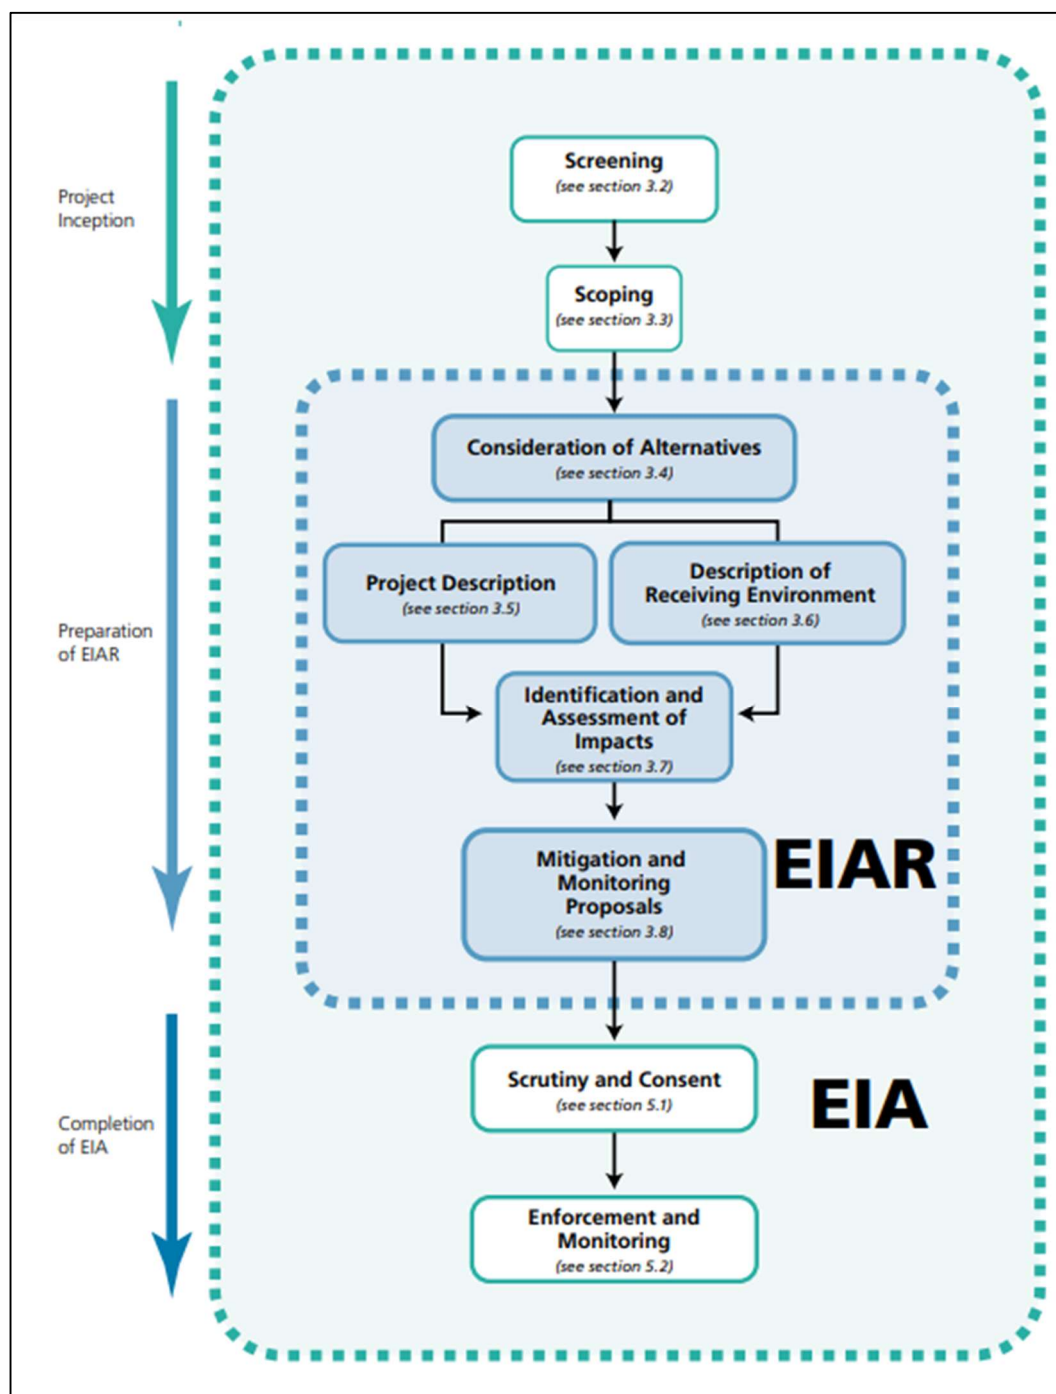 Project
Inception
Screening
(see section 3.2)
Scoping
(see section 3.3)
Preparation
of EIAR
Consideration of Alternatives
(see section 3.4)
Project Description
(see section 3.5)
Description of
Receiving Environment
(see section 3.6)
Identification and
Assessment of
Impacts
(see section 3.7)
Mitigation and
Monitoring
Proposals
(see section 3.8)
EIAR
Completion
of EIA
Scrutiny and Consent
(see section 5.1)
EIA
Enforcement and
Monitoring
(see section 5.2)